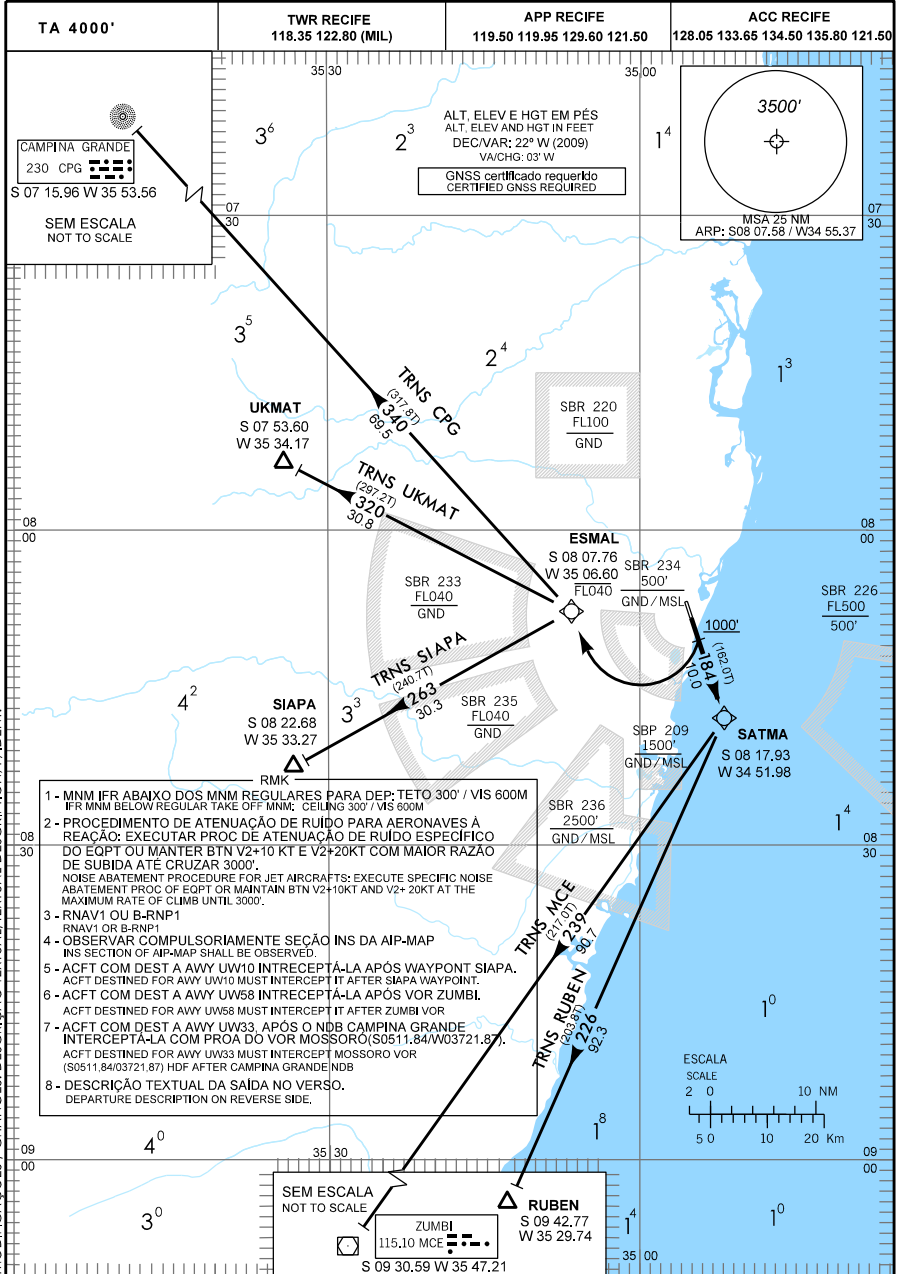 TA 4000'
TWR RECIFE
118.35 122.80 (MIL)
APP RECIFE
119.50 119.95 129.60 121.50
ACC RECIFE
128.05 133.65 134.50 135.80 121.50
35 30
35 00
CAMPINA GRANDE
230 CPG
S 07 15.96 W 35 53.56
SEM ESCALA
NOT TO SCALE
3⁶
2³
ALT, ELEV E HGT EM PÉS
ALT, ELEV AND HGT IN FEET
DEC/VAR: 22º W (2009)
VA/CHG: 03' W
GNSS certificado requerido
CERTIFIED GNSS REQUIRED
1⁴
3500'
MSA 25 NM
ARP: S08 07.58 / W34 55.37
07
30
07
30
3⁵
2⁴
1³
TRNS CPG
(317.8T)
340
69.5
UKMAT
S 07 53.60
W 35 34.17
SBR 220
FL100
GND
TRNS UKMAT
(297.2T)
320
30.8
08
00
08
00
ESMAL
S 08 07.76
W 35 06.60
FL040
SBR 234
500'
GND/MSL
SBR 233
FL040
GND
SBR 226
FL500
500'
1000'
(162.0T)
184
10.0
TRNS SIAPA
(240.7T)
263
30.3
4²
3³
SIAPA
S 08 22.68
W 35 33.27
SBR 235
FL040
GND
SBP 209
1500'
GND/MSL
SATMA
S 08 17.93
W 34 51.98
SBR 236
2500'
GND/MSL
1⁴
08
30
RMK
1 - MNM IFR ABAIXO DOS MNM REGULARES PARA DEP: TETO 300' / VIS 600M
IFR MNM BELOW REGULAR TAKE OFF MNM; CEILING 300' / VIS 600M
2 - PROCEDIMENTO DE ATENUAÇÃO DE RUÍDO PARA AERONAVES À
REAÇÃO: EXECUTAR PROC DE ATENUAÇÃO DE RUÍDO ESPECÍFICO
DO EQPT OU MANTER BTN V2+10 KT E V2+20KT COM MAIOR RAZÃO
DE SUBIDA ATÉ CRUZAR 3000'.
NOISE ABATEMENT PROCEDURE FOR JET AIRCRAFTS: EXECUTE SPECIFIC NOISE
ABATEMENT PROC OF EQPT OR MAINTAIN BTN V2+10KT AND V2+ 20KT AT THE
MAXIMUM RATE OF CLIMB UNTIL 3000'.
3 - RNAV1 OU B-RNP1
RNAV1 OR B-RNP1
4 - OBSERVAR COMPULSORIAMENTE SEÇÃO INS DA AIP-MAP
INS SECTION OF AIP-MAP SHALL BE OBSERVED.
5 - ACFT COM DEST A AWY UW10 INTRECEPTÁ-LA APÓS WAYPONT SIAPA.
ACFT DESTINED FOR AWY UW10 MUST INTERCEPT IT AFTER SIAPA WAYPOINT.
6 - ACFT COM DEST A AWY UW58 INTRECEPTÁ-LA APÓS VOR ZUMBI.
ACFT DESTINED FOR AWY UW58 MUST INTERCEPT IT AFTER ZUMBI VOR
7 - ACFT COM DEST A AWY UW33, APÓS O NDB CAMPINA GRANDE
INTERCEPTÁ-LA COM PROA DO VOR MOSSORÓ(S0511.84/W03721.87).
ACFT DESTINED FOR AWY UW33 MUST INTERCEPT MOSSORO VOR
(S0511,84/03721,87) HDF AFTER CAMPINA GRANDE NDB
8 - DESCRIÇÃO TEXTUAL DA SAÍDA NO VERSO.
DEPARTURE DESCRIPTION ON REVERSE SIDE.
08
30
TRNS MCE
(217.0T)
239
90.7
TRNS RUBEN
(203.8T)
226
92.3
1⁰
ESCALA
SCALE
2 0 10 NM
5 0 10 20 Km
1⁸
4⁰
09
00
35 30
09
00
3⁰
SEM ESCALA
NOT TO SCALE
ZUMBI
115.10 MCE
S 09 30.59 W 35 47.21
RUBEN
S 09 42.77
W 35 29.74
1⁴
1⁰
35 00